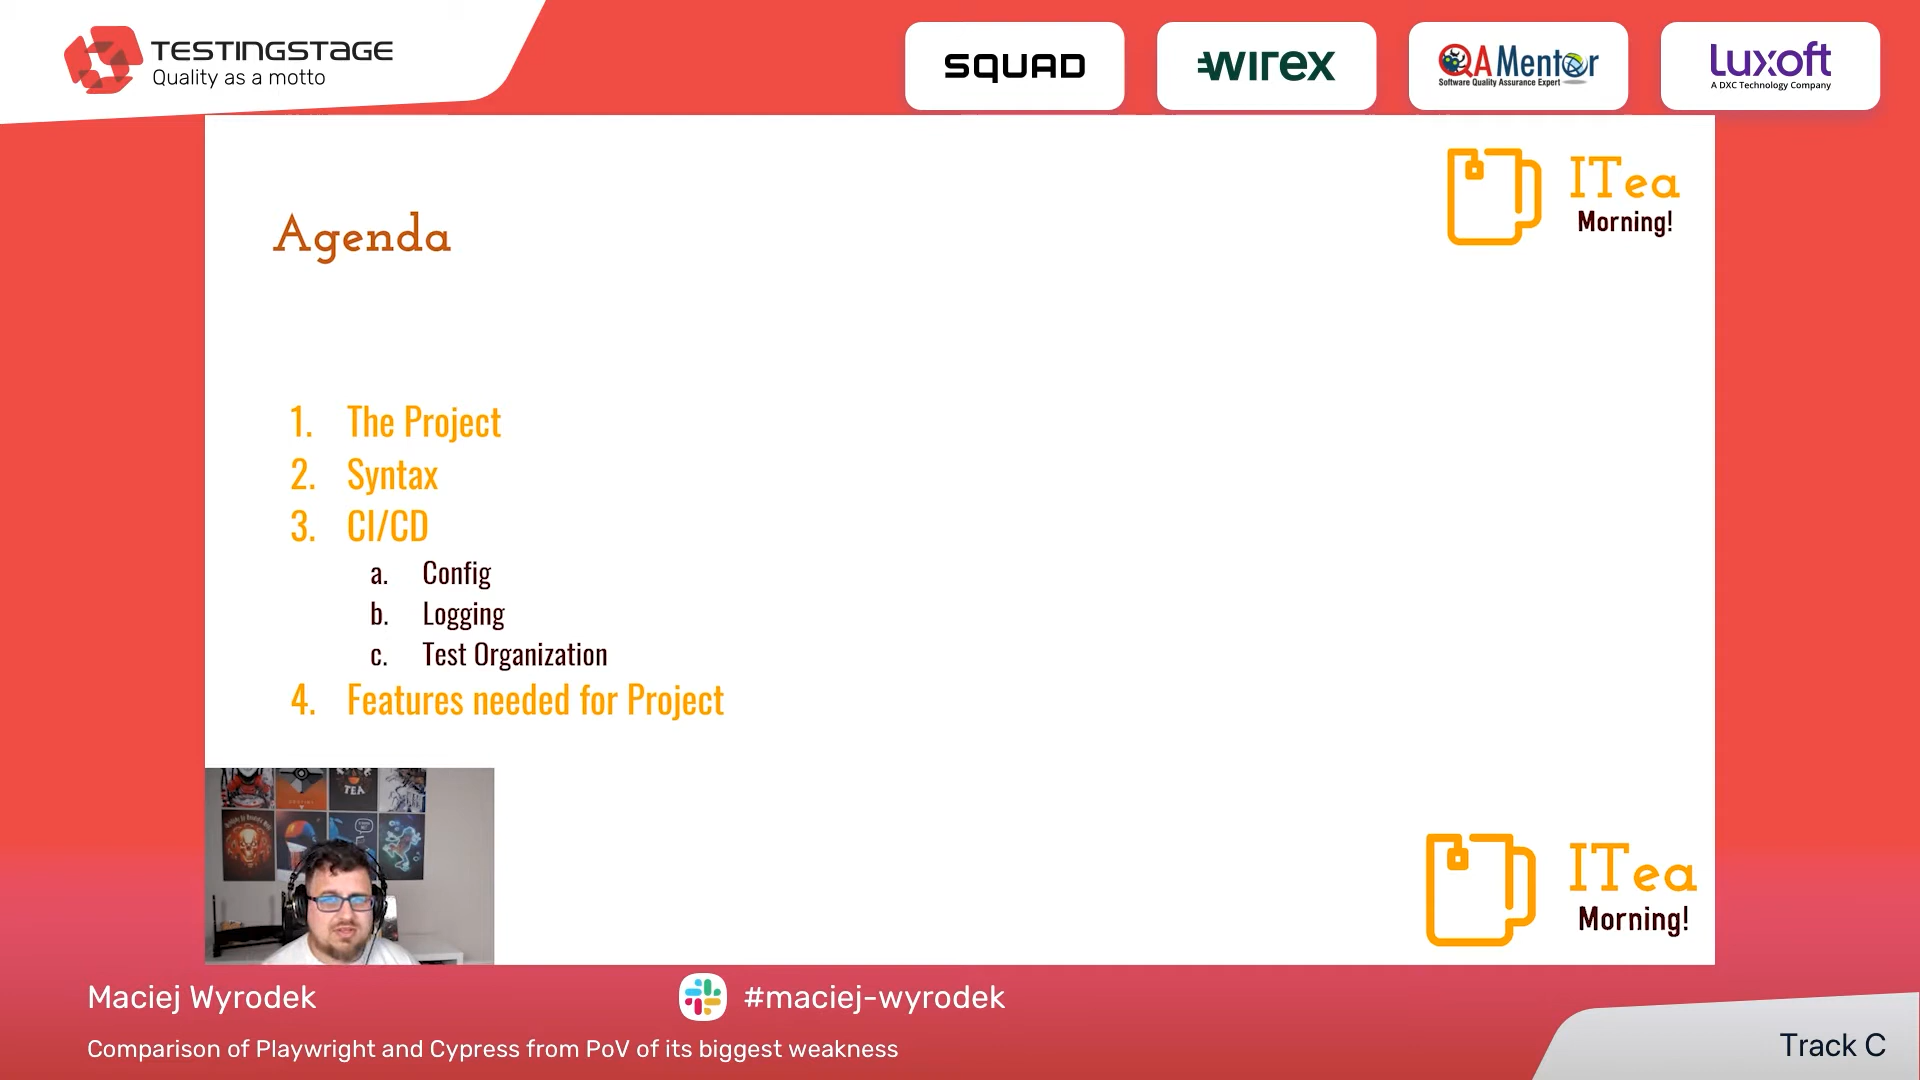 TESTINGSTAGE
Quality as a motto
SQUAD
WIREX
QA Mentor
Software Quality Assurance Expert
Luxoft
A DXC Technology Company
ITea
Morning!
Agenda
1. The Project
2. Syntax
3. CI/CD
a. Config
b. Logging
c. Test Organization
4. Features needed for Project
TEA
ITea
Morning!
Maciej Wyrodek
#maciej-wyrodek
Comparison of Playwright and Cypress from PoV of its biggest weakness
Track C